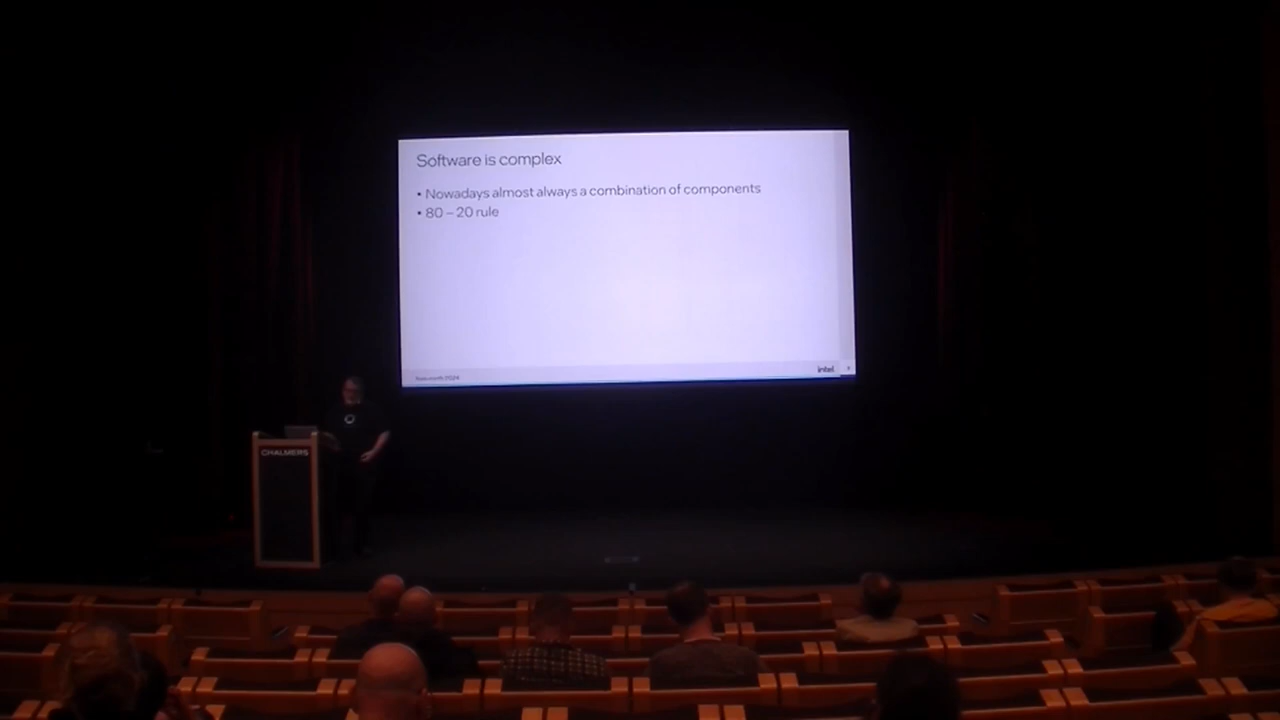 Software is complex
• Nowadays almost always a combination of components
• 80 – 20 rule
intel
CHALMERS